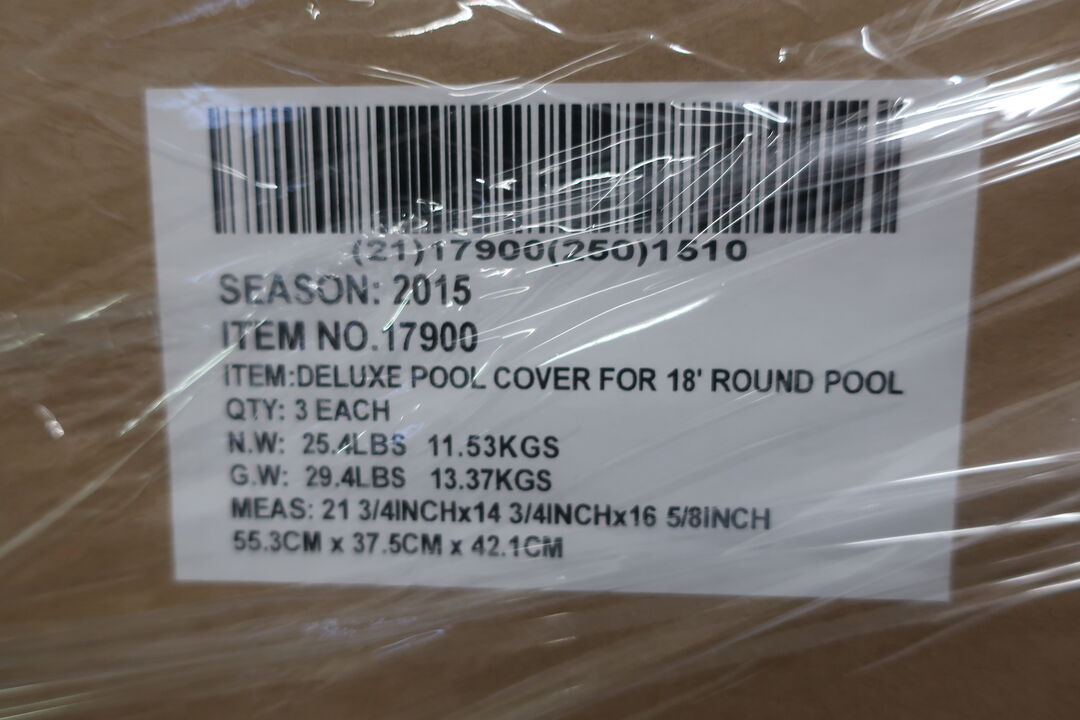 (21)17900(250)1510
SEASON: 2015
ITEM NO.17900
ITEM:DELUXE POOL COVER FOR 18' ROUND POOL
QTY: 3 EACH
N.W: 25.4LBS 11.53KGS
G.W: 29.4LBS 13.37KGS
MEAS: 21 3/4INCHx14 3/4INCHx16 5/8INCH
55.3CM x 37.5CM x 42.1CM